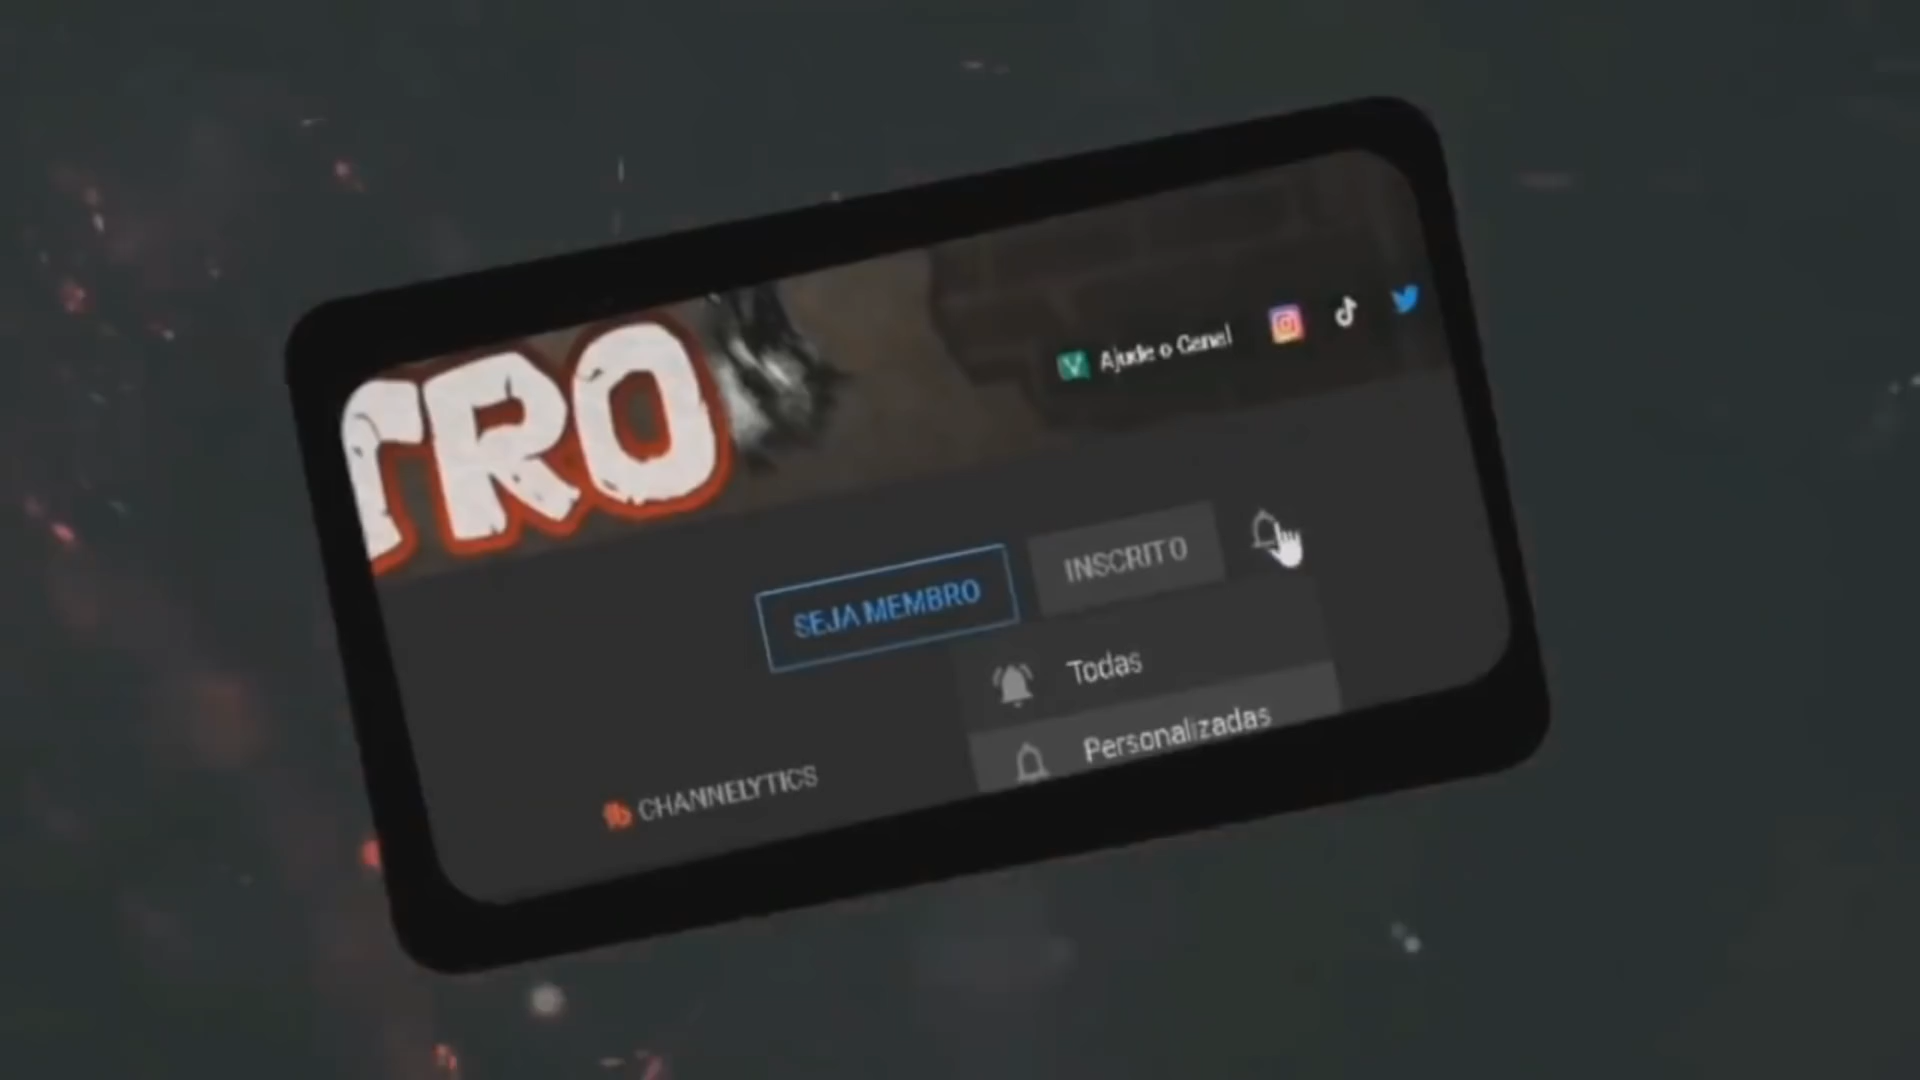 TRO
Ajude o Canal
SEJA MEMBRO
INSCRITO
Todas
Personalizadas
CHANNELYTICS